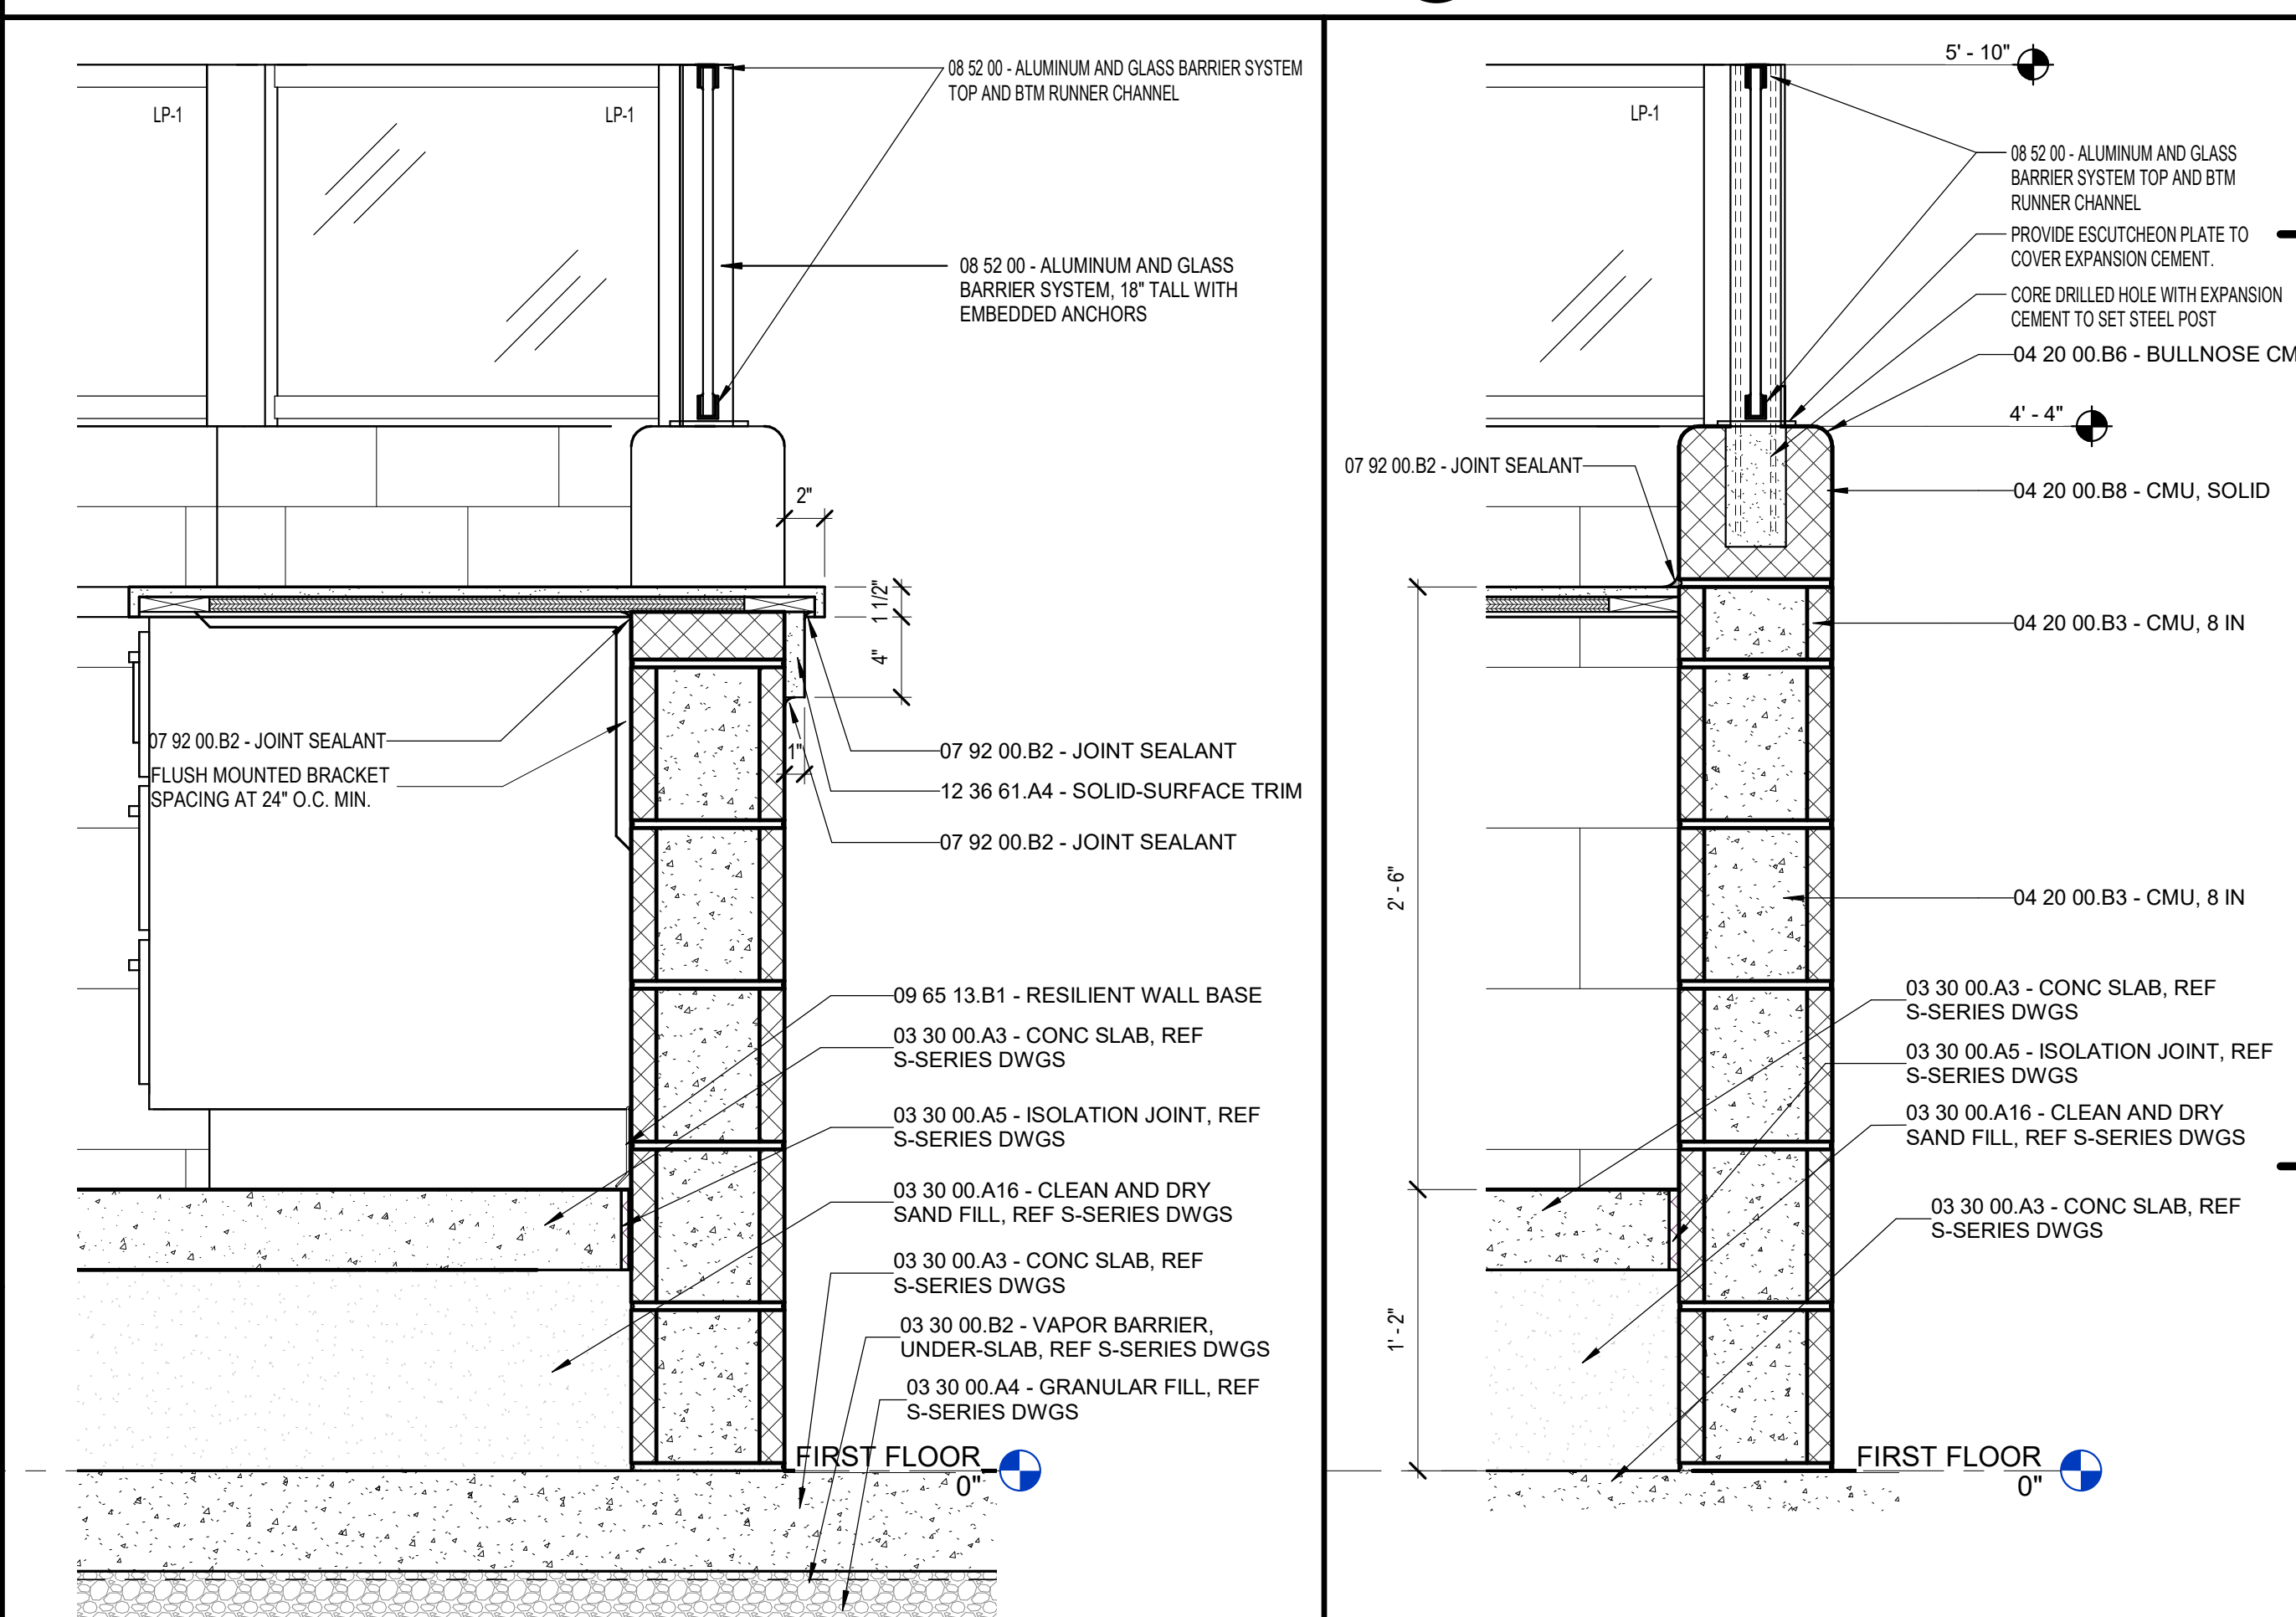 08 52 00 - ALUMINUM AND GLASS BARRIER SYSTEM
TOP AND BTM RUNNER CHANNEL
LP-1
LP-1
08 52 00 - ALUMINUM AND GLASS
BARRIER SYSTEM, 18" TALL WITH
EMBEDDED ANCHORS
2"
1 1/2"
4"
1"
07 92 00.B2 - JOINT SEALANT
FLUSH MOUNTED BRACKET
SPACING AT 24" O.C. MIN.
07 92 00.B2 - JOINT SEALANT
12 36 61.A4 - SOLID-SURFACE TRIM
07 92 00.B2 - JOINT SEALANT
09 65 13.B1 - RESILIENT WALL BASE
03 30 00.A3 - CONC SLAB, REF
S-SERIES DWGS
03 30 00.A5 - ISOLATION JOINT, REF
S-SERIES DWGS
03 30 00.A16 - CLEAN AND DRY
SAND FILL, REF S-SERIES DWGS
03 30 00.A3 - CONC SLAB, REF
S-SERIES DWGS
03 30 00.B2 - VAPOR BARRIER,
UNDER-SLAB, REF S-SERIES DWGS
03 30 00.A4 - GRANULAR FILL, REF
S-SERIES DWGS
FIRST FLOOR
0"
5' - 10"
LP-1
08 52 00 - ALUMINUM AND GLASS
BARRIER SYSTEM TOP AND BTM
RUNNER CHANNEL
PROVIDE ESCUTCHEON PLATE TO
COVER EXPANSION CEMENT.
CORE DRILLED HOLE WITH EXPANSION
CEMENT TO SET STEEL POST
04 20 00.B6 - BULLNOSE CM
4' - 4"
07 92 00.B2 - JOINT SEALANT
04 20 00.B8 - CMU, SOLID
04 20 00.B3 - CMU, 8 IN
2' - 6"
04 20 00.B3 - CMU, 8 IN
03 30 00.A3 - CONC SLAB, REF
S-SERIES DWGS
03 30 00.A5 - ISOLATION JOINT, REF
S-SERIES DWGS
03 30 00.A16 - CLEAN AND DRY
SAND FILL, REF S-SERIES DWGS
03 30 00.A3 - CONC SLAB, REF
S-SERIES DWGS
1' - 2"
FIRST FLOOR
0"